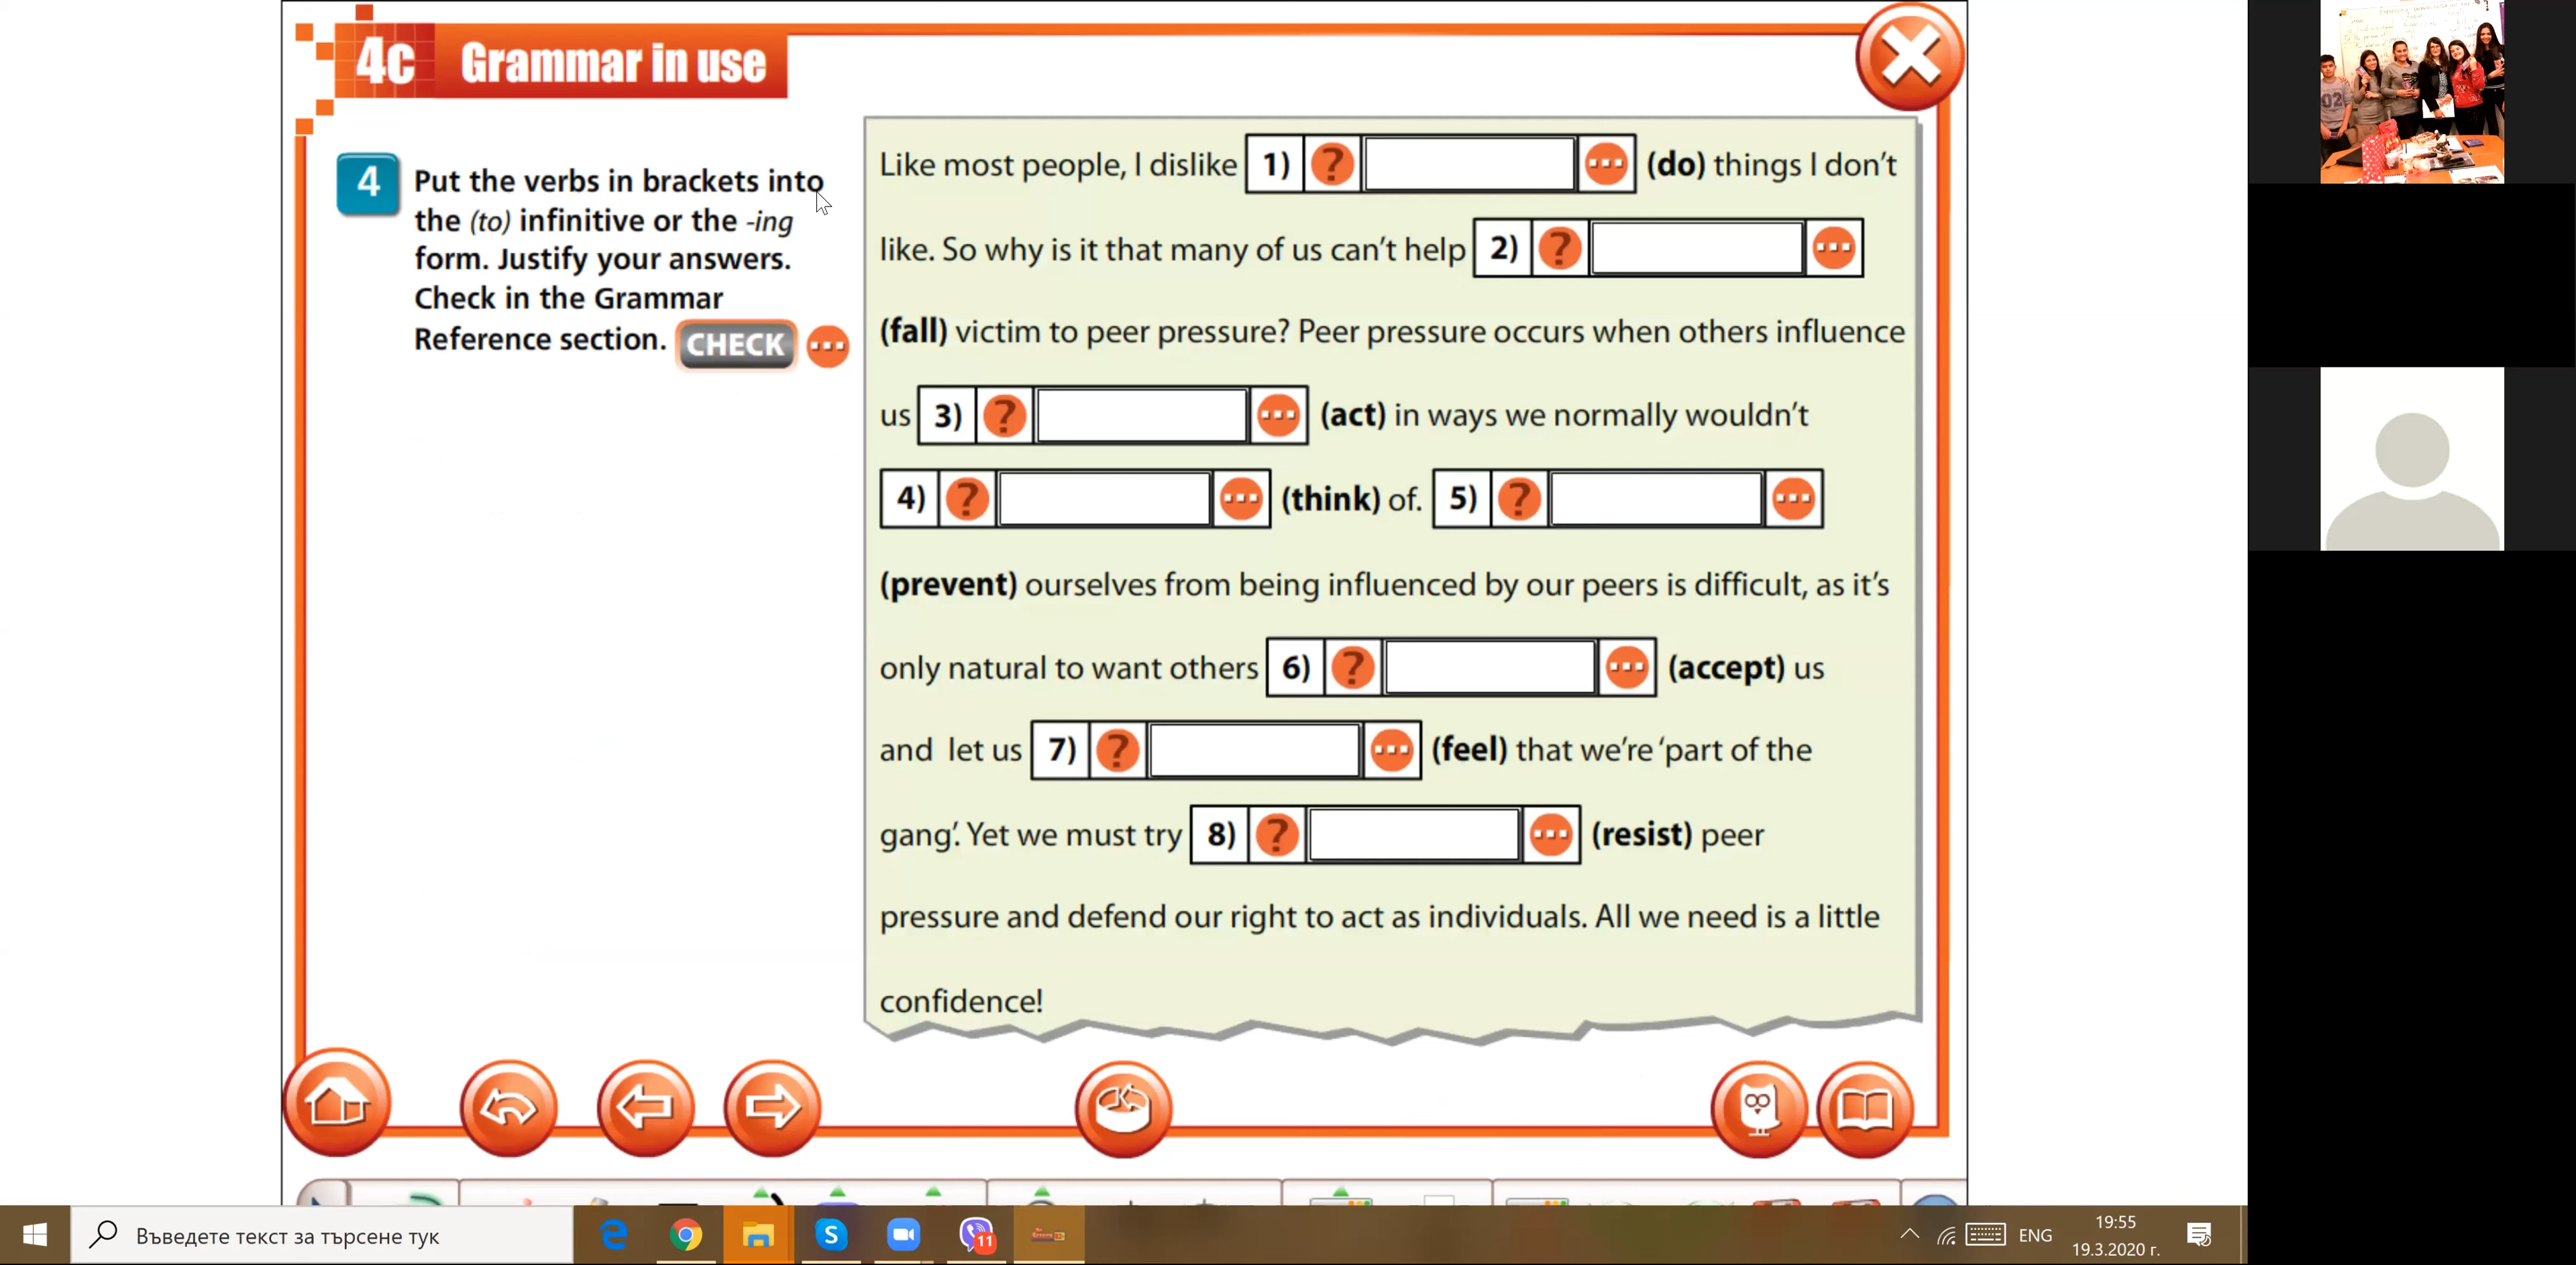 4c Grammar in use
4 Put the verbs in brackets into
the (to) infinitive or the -ing
form. Justify your answers.
Check in the Grammar
Reference section. CHECK
Like most people, I dislike 1) ? (do) things I don't
like. So why is it that many of us can't help 2) ?
(fall) victim to peer pressure? Peer pressure occurs when others influence
us 3) ? (act) in ways we normally wouldn't
4) ? (think) of. 5) ?
(prevent) ourselves from being influenced by our peers is difficult, as it's
only natural to want others 6) ? (accept) us
and let us 7) ? (feel) that we're 'part of the
gang'. Yet we must try 8) ? (resist) peer
pressure and defend our right to act as individuals. All we need is a little
confidence!
Въведете текст за търсене тук
11
ENG
19:55
19.3.2020 г.